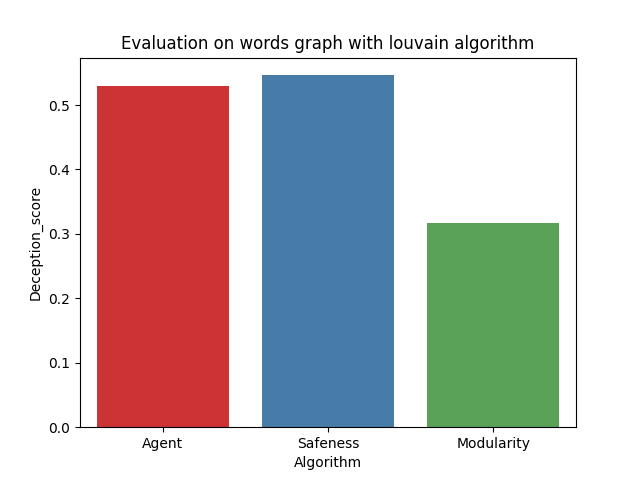 Evaluation on words graph with louvain algorithm
Deception_score
0.5
0.4
0.3
0.2
0.1
0.0
Agent
Safeness
Modularity
Algorithm